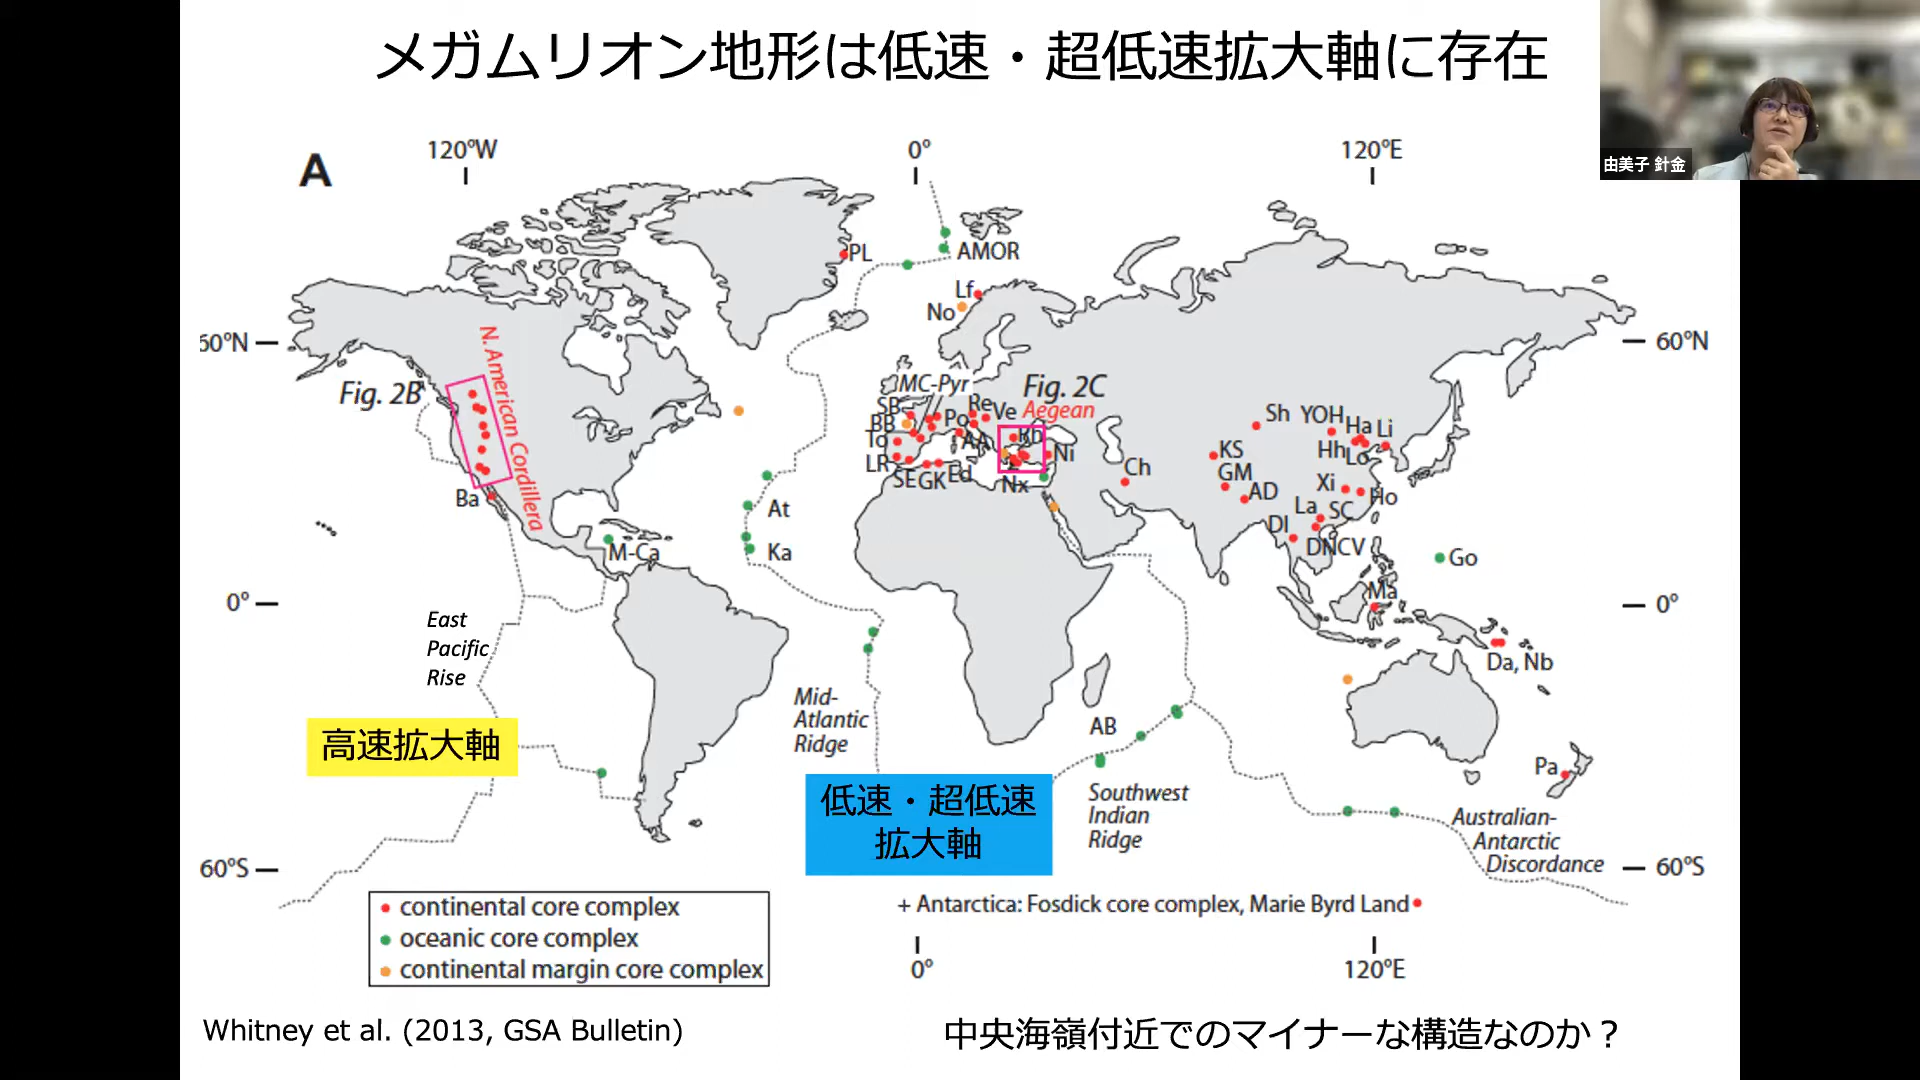 メガムリオン地形は低速・超低速拡大軸に存在
由美子 針金
A
120°W
0°
120°E
PL
AMOR
Lf
No
60°N
60°N
N. American Cordillera
Fig. 2B
MC-Pyr
Fig. 2C
Aegean
SB
BB
To
LR
SE
GK
Ed
Po
Re
Ve
AA
Rh
Nx
Ni
Ch
Sh
YOH
Ha
Li
KS
Hh
Lo
GM
AD
Xi
Ho
La
SC
DI
DNCV
Ba
M-Ca
At
Ka
Go
Ma
0°
0°
Da, Nb
East
Pacific
Rise
Mid-
Atlantic
Ridge
AB
高速拡大軸
低速・超低速
拡大軸
Southwest
Indian
Ridge
Pa
Australian-
Antarctic
Discordance
60°S
60°S
continental core complex
oceanic core complex
continental margin core complex
+ Antarctica: Fosdick core complex, Marie Byrd Land
0°
120°E
Whitney et al. (2013, GSA Bulletin)
中央海嶺付近でのマイナーな構造なのか？